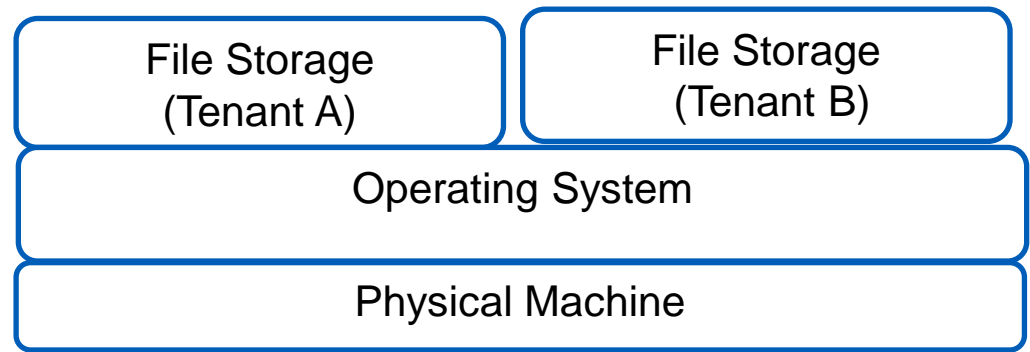 File Storage
(Tenant A)
File Storage
(Tenant B)
Operating System
Physical Machine